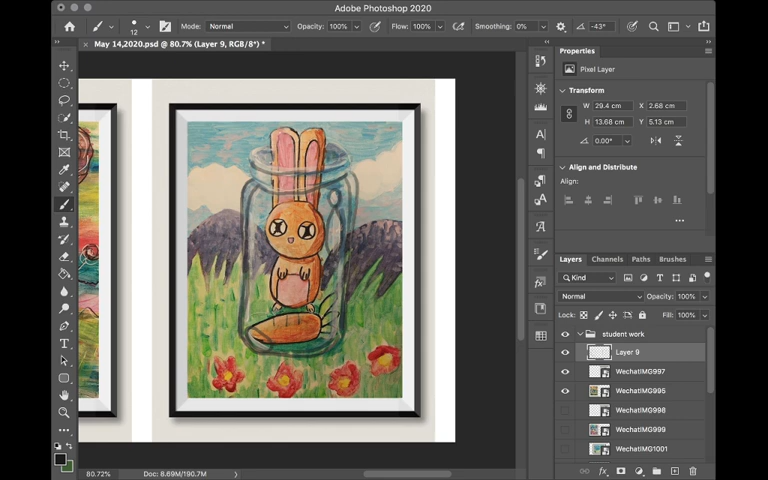 Adobe Photoshop 2020
12
Mode: Normal
Opacity: 100%
Flow: 100%
Smoothing: 0%
-43°
May 14,2020.psd @ 80.7% (Layer 9, RGB/8*) *
Properties
Pixel Layer
Transform
W 29.4 cm X 2.68 cm
H 13.68 cm Y 5.13 cm
0.00°
Align and Distribute
Align:
Layers Channels Paths Brushes
Kind
Normal Opacity: 100%
Lock: Fill: 100%
student work
Layer 9
WechatIMG997
WechatIMG995
WechatIMG998
WechatIMG999
WechatIMG1001
80.72% Doc: 8.69M/190.7M